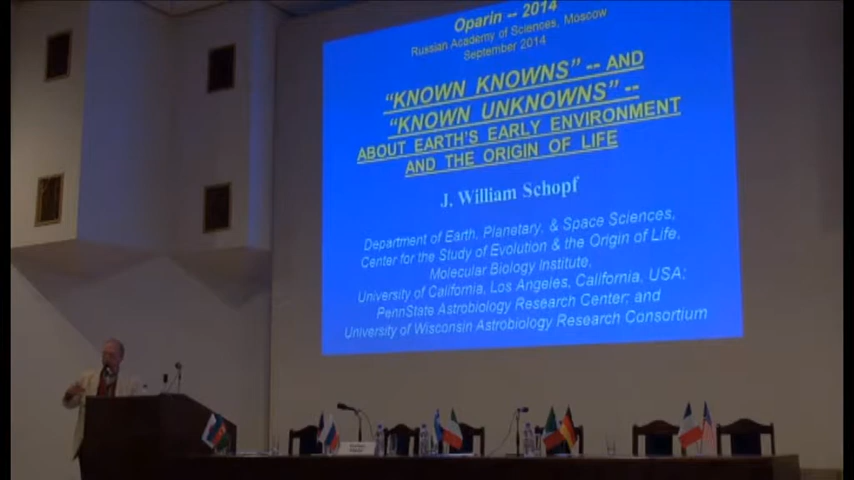 Oparin -- 2014
Russian Academy of Sciences, Moscow
September 2014
“KNOWN KNOWNS” -- AND
“KNOWN UNKNOWNS” --
ABOUT EARTH’S EARLY ENVIRONMENT
AND THE ORIGIN OF LIFE
J. William Schopf
Department of Earth, Planetary, & Space Sciences,
Center for the Study of Evolution & the Origin of Life,
Molecular Biology Institute,
University of California, Los Angeles, California, USA;
PennState Astrobiology Research Center; and
University of Wisconsin Astrobiology Research Consortium